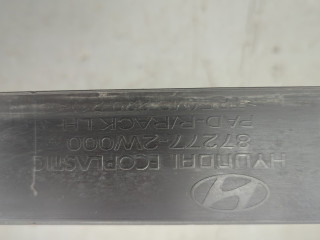 HYUNDAI ECOPLASTIC
87277-2W000
PAD-R/RACK LH